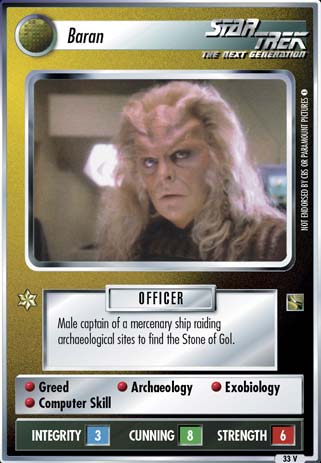 Baran
STAR TREK
THE NEXT GENERATION
NOT ENDORSED BY CBS OR PARAMOUNT PICTURES
OFFICER
Male captain of a mercenary ship raiding
archaeological sites to find the Stone of Gol.
Greed Archaeology Exobiology
Computer Skill
INTEGRITY 3 CUNNING 8 STRENGTH 6
33 V